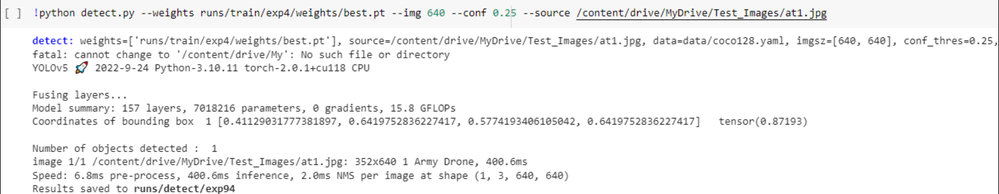 [ ] !python detect.py --weights runs/train/exp4/weights/best.pt --img 640 --conf 0.25 --source /content/drive/MyDrive/Test_Images/at1.jpg
detect: weights=['runs/train/exp4/weights/best.pt'], source=/content/drive/MyDrive/Test_Images/at1.jpg, data=data/coco128.yaml, imgsz=[640, 640], conf_thres=0.25,
fatal: cannot change to '/content/drive/My': No such file or directory
YOLOv5 🚀 2022-9-24 Python-3.10.11 torch-2.0.1+cu118 CPU
Fusing layers...
Model summary: 157 layers, 7018216 parameters, 0 gradients, 15.8 GFLOPs
Coordinates of bounding box  1 [0.41129031777381897, 0.6419752836227417, 0.5774193406105042, 0.6419752836227417]   tensor(0.87193)
Number of objects detected :  1
image 1/1 /content/drive/MyDrive/Test_Images/at1.jpg: 352x640 1 Army Drone, 400.6ms
Speed: 6.8ms pre-process, 400.6ms inference, 2.0ms NMS per image at shape (1, 3, 640, 640)
Results saved to runs/detect/exp94